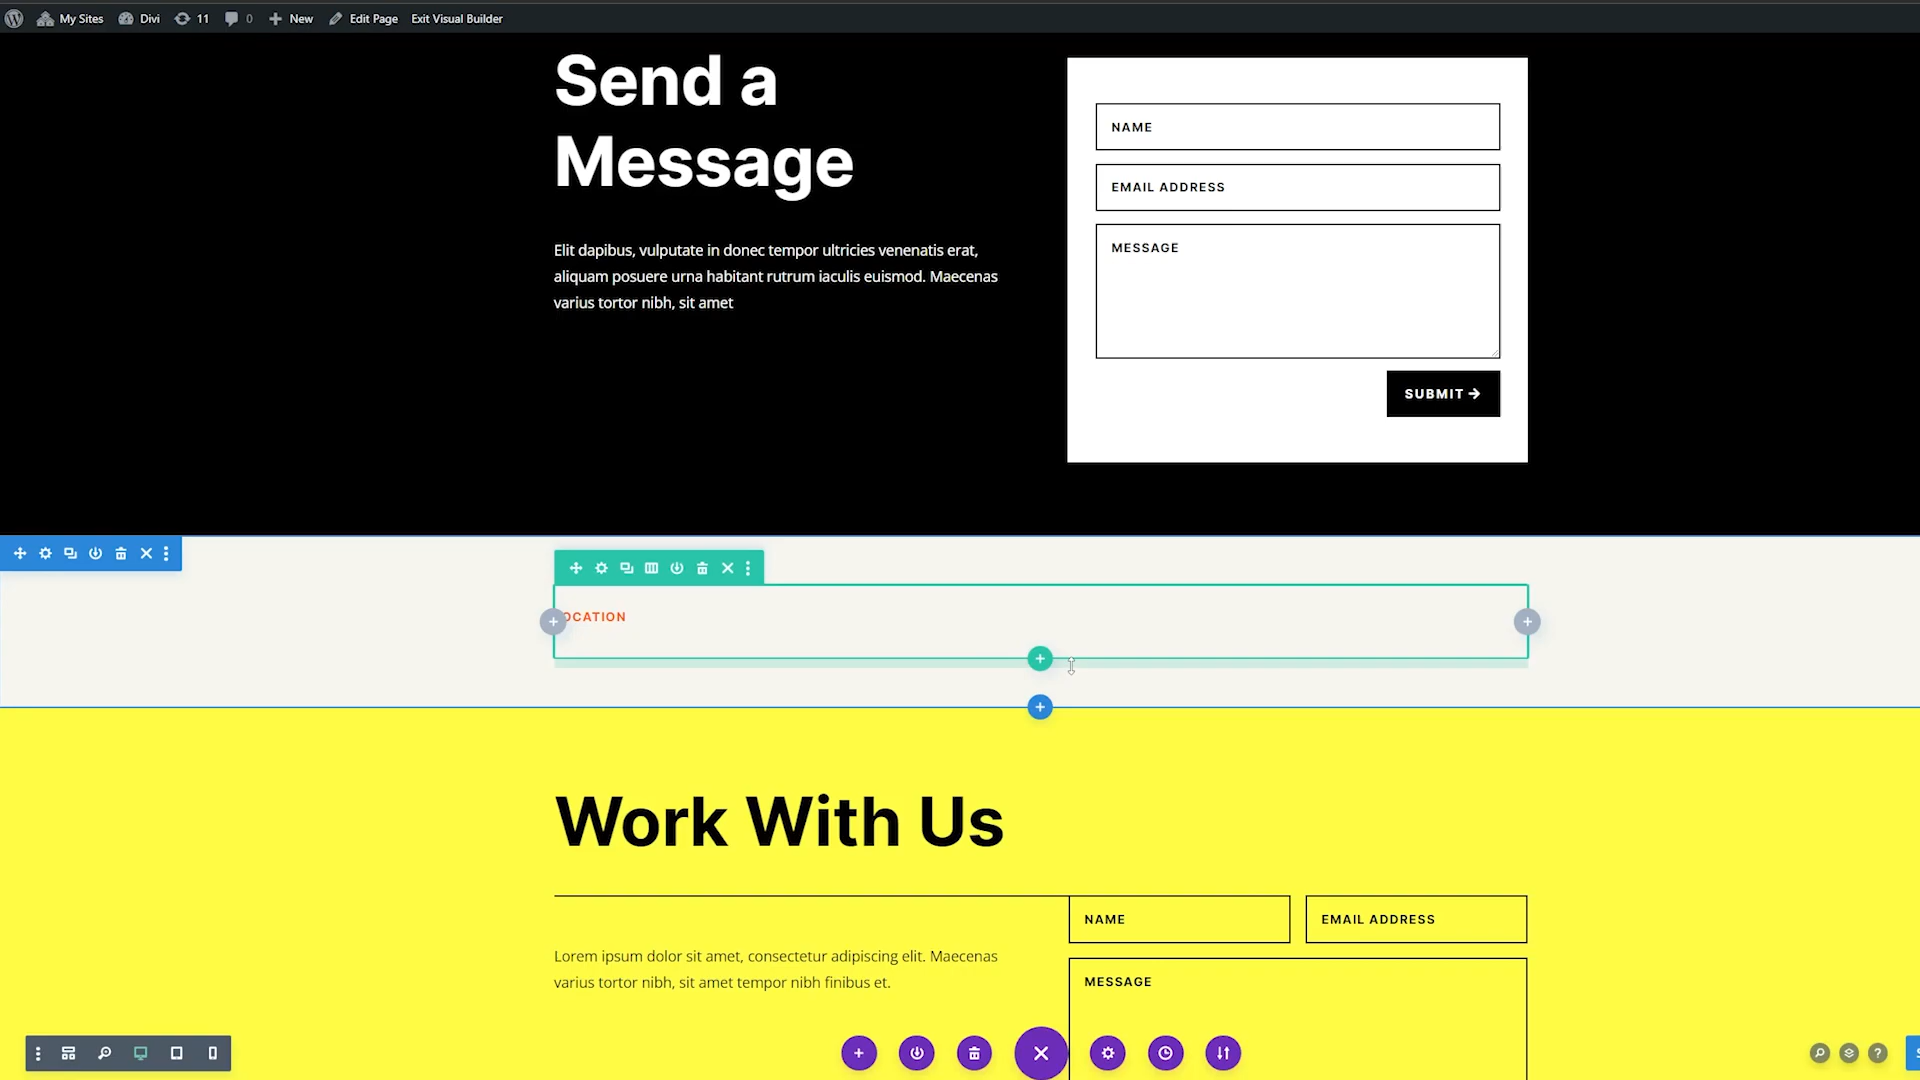 My Sites Divi 11 0 New Edit Page Exit Visual Builder
Send a
Message
Elit dapibus, vulputate in donec tempor ultricies venenatis erat,
aliquam posuere urna habitant rutrum iaculis euismod. Maecenas
varius tortor nibh, sit amet
NAME
EMAIL ADDRESS
MESSAGE
SUBMIT →
OCATION
Work With Us
Lorem ipsum dolor sit amet, consectetur adipiscing elit. Maecenas
varius tortor nibh, sit amet tempor nibh finibus et.
NAME
EMAIL ADDRESS
MESSAGE